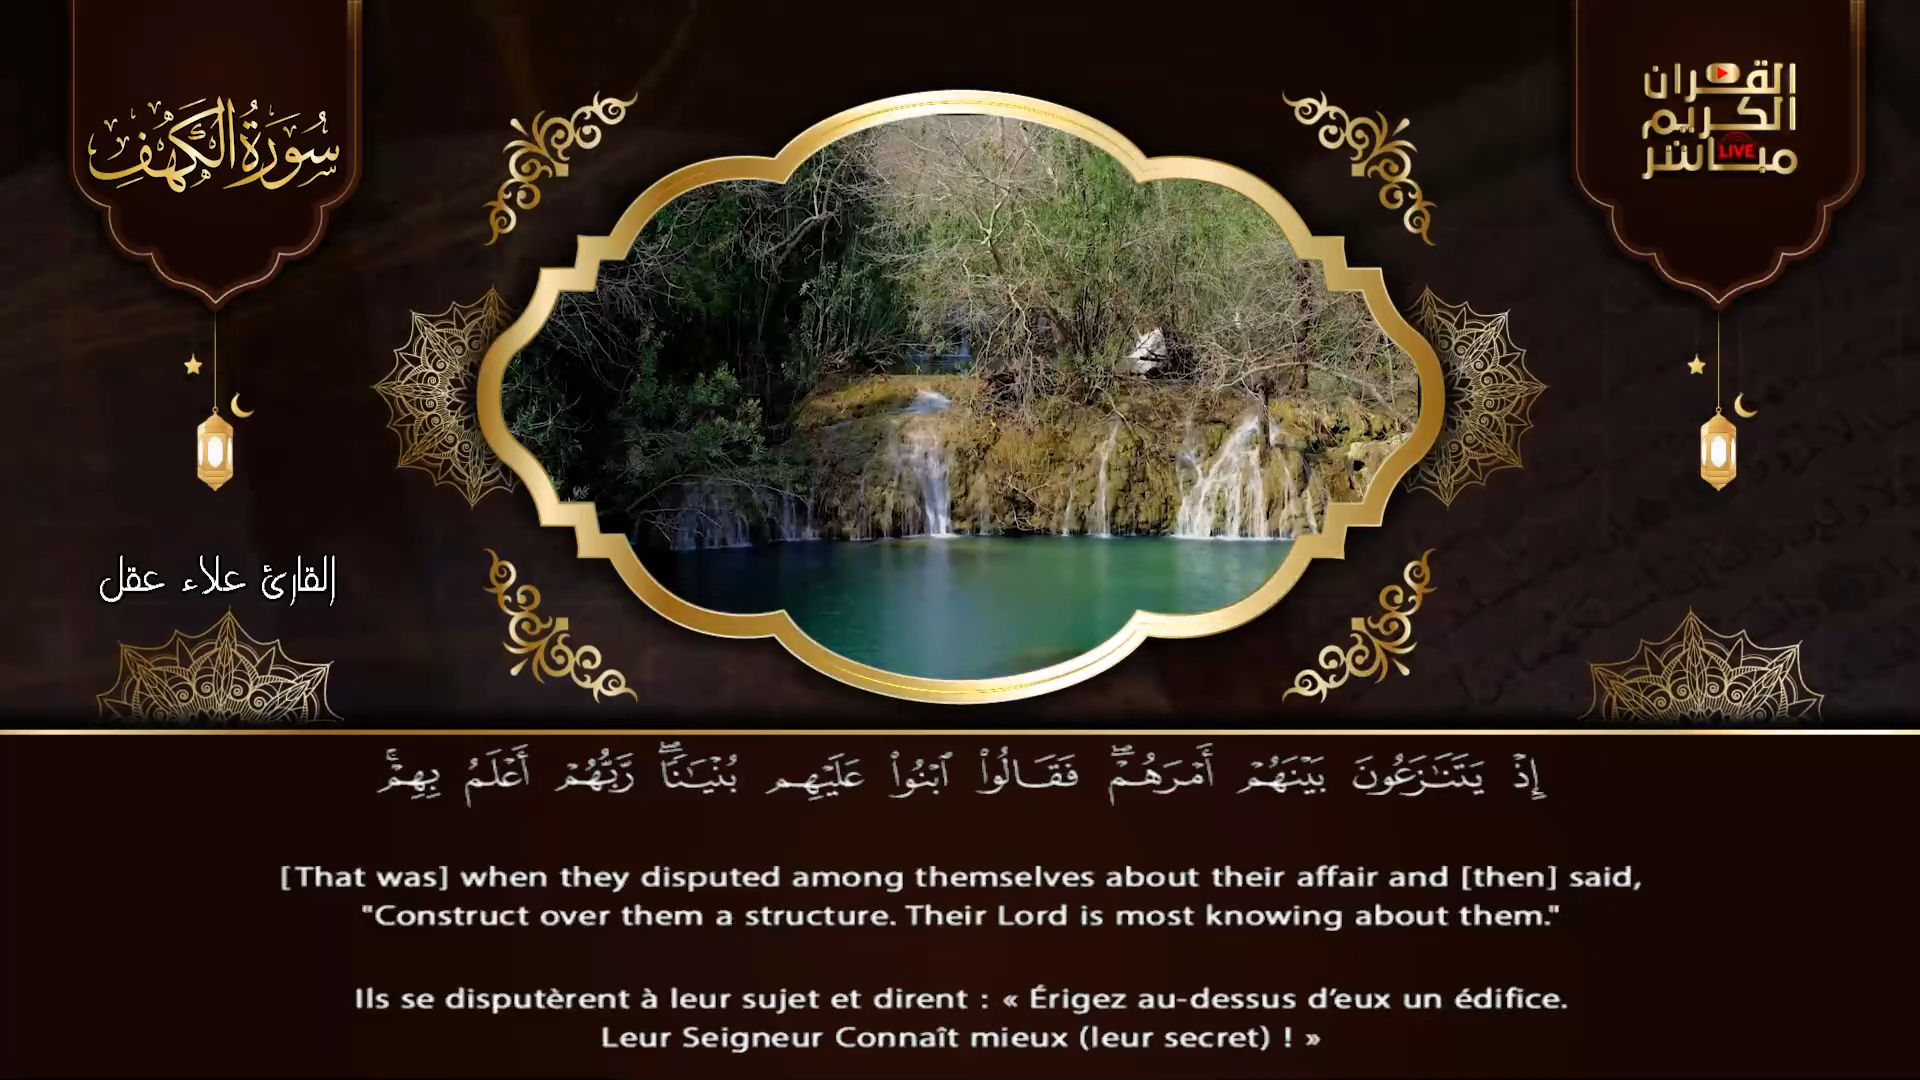 سُورَةُ الكَهْفِ
القرآن
الكريم
مباشر
LIVE
القارئ علاء عقل
إِذْ يَتَنَـٰزَعُونَ بَيْنَهُمْ أَمْرَهُمْ ۖ فَقَالُوا۟ ٱبْنُوا۟ عَلَيْهِم بُنْيَـٰنًا ۖ رَّبُّهُمْ أَعْلَمُ بِهِمْ ۚ
[That was] when they disputed among themselves about their affair and [then] said,
"Construct over them a structure. Their Lord is most knowing about them."
Ils se disputèrent à leur sujet et dirent : « Érigez au-dessus d’eux un édifice.
Leur Seigneur Connaît mieux (leur secret) ! »